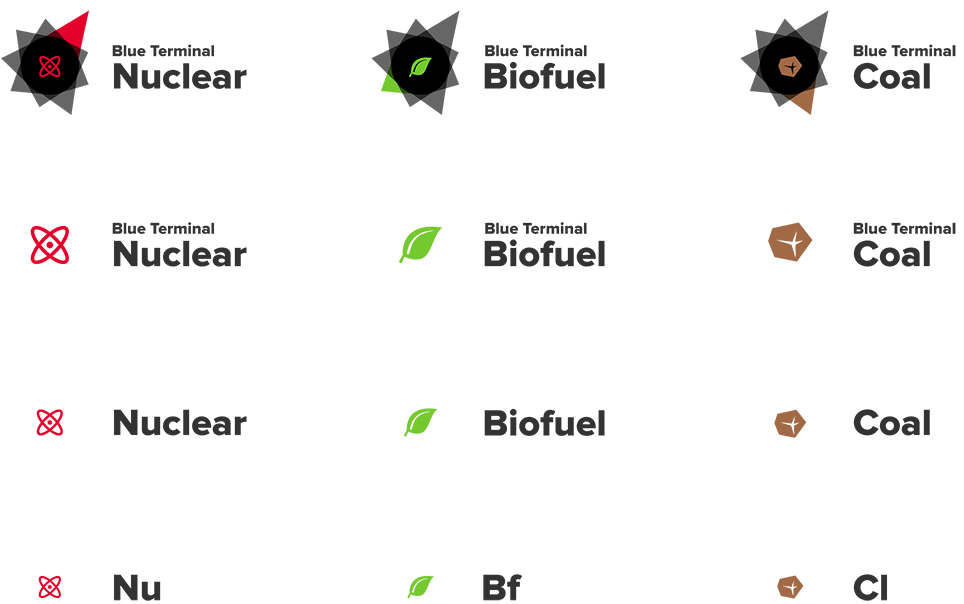 Blue Terminal
Nuclear
Blue Terminal
Biofuel
Blue Terminal
Coal
Blue Terminal
Nuclear
Blue Terminal
Biofuel
Blue Terminal
Coal
Nuclear
Biofuel
Coal
Nu
Bf
Cl